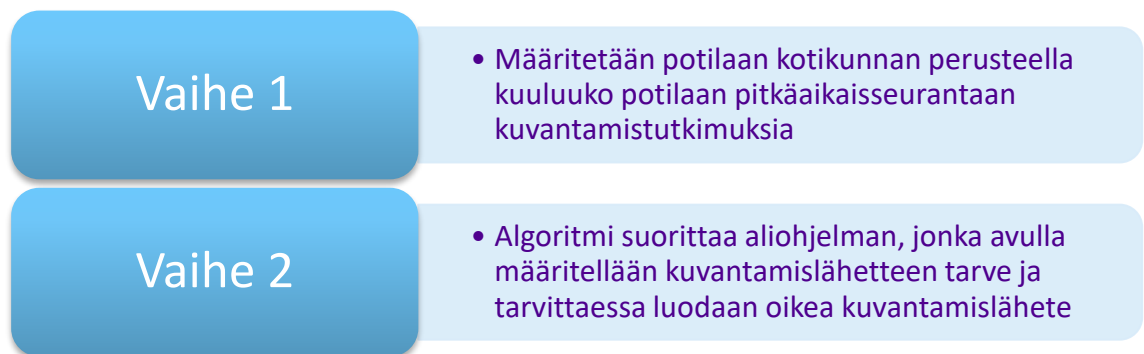 Vaihe 1
• Määritetään potilaan kotikunnan perusteella
kuuluuko potilaan pitkäaikaisseurantaan
kuvantamistutkimuksia
Vaihe 2
• Algoritmi suorittaa aliohjelman, jonka avulla
määritellään kuvantamislähetteen tarve ja
tarvittaessa luodaan oikea kuvantamislähete